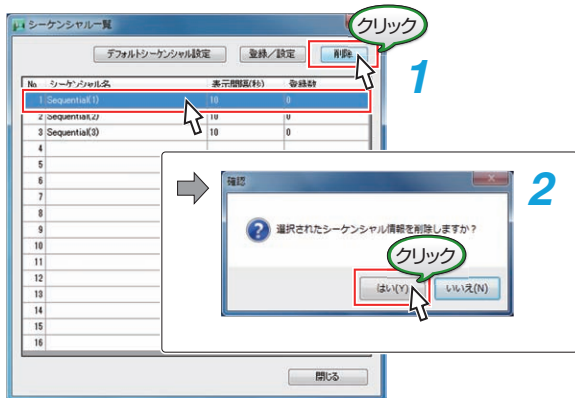 シーケンシャル一覧
クリック
デフォルトシーケンシャル設定 登録／設定 削除
1
No シーケンシャル名 表示間隔(秒) 登録数
1 Sequential(1) 10 0
2 Sequential(2) 10 0
3 Sequential(3) 10 0
4
5
6
7
8
9
10
11
12
13
14
15
16
確認
2
選択されたシーケンシャル情報を削除しますか？
クリック
はい(Y) いいえ(N)
閉じる